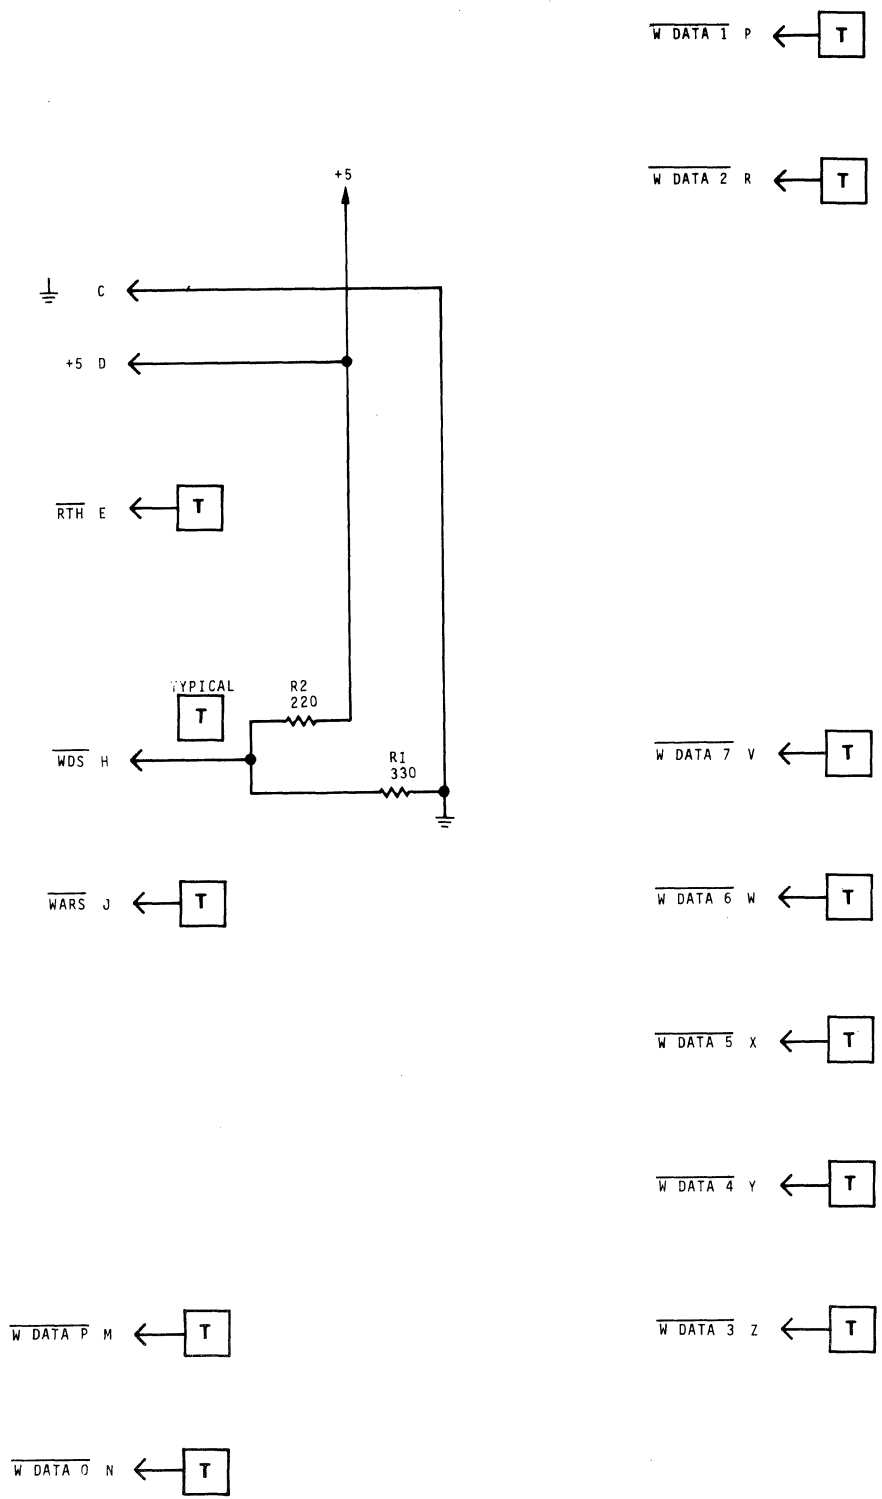 W DATA 1 P T
W DATA 2 R T
+5
C
+5 D
RTH E T
TYPICAL
T
R2
220
WDS H
R1
330
W DATA 7 V T
WARS J T
W DATA 6 W T
W DATA 5 X T
W DATA 4 Y T
W DATA P M T
W DATA 3 Z T
W DATA 0 N T